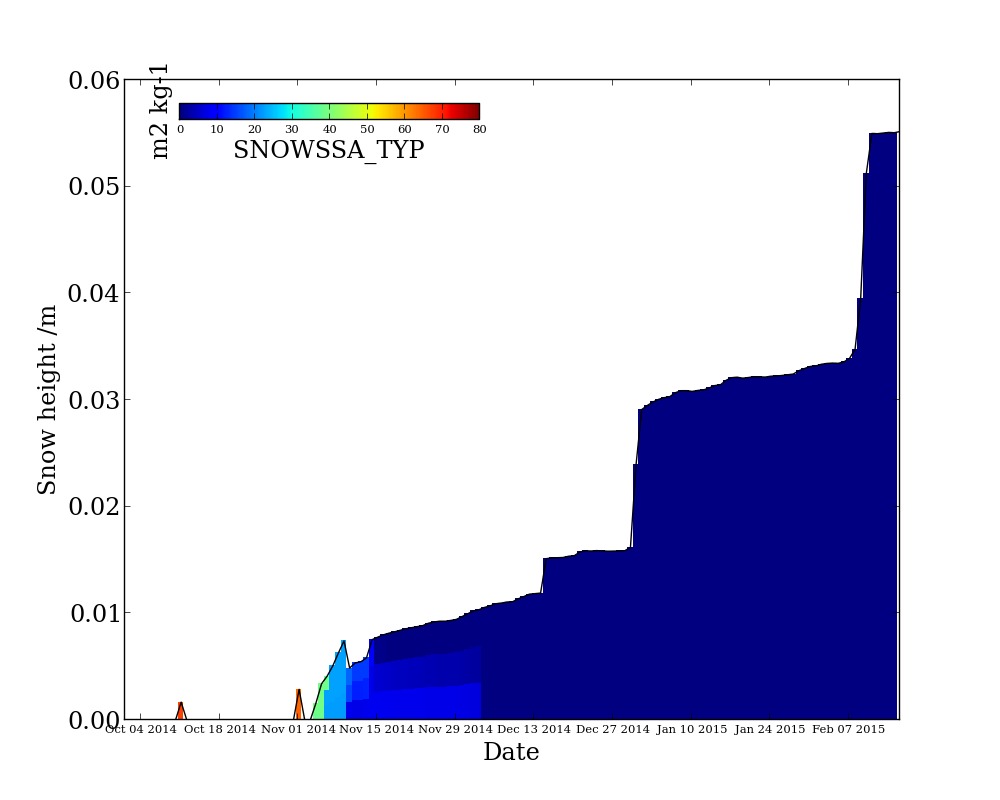 0.06
m2 kg-1
0 10 20 30 40 50 60 70 80
SNOWSSA_TYP
0.05
0.04
Snow height /m
0.03
0.02
0.01
0.00
Oct 04 2014 Oct 18 2014 Nov 01 2014 Nov 15 2014 Nov 29 2014 Dec 13 2014 Dec 27 2014 Jan 10 2015 Jan 24 2015 Feb 07 2015
Date